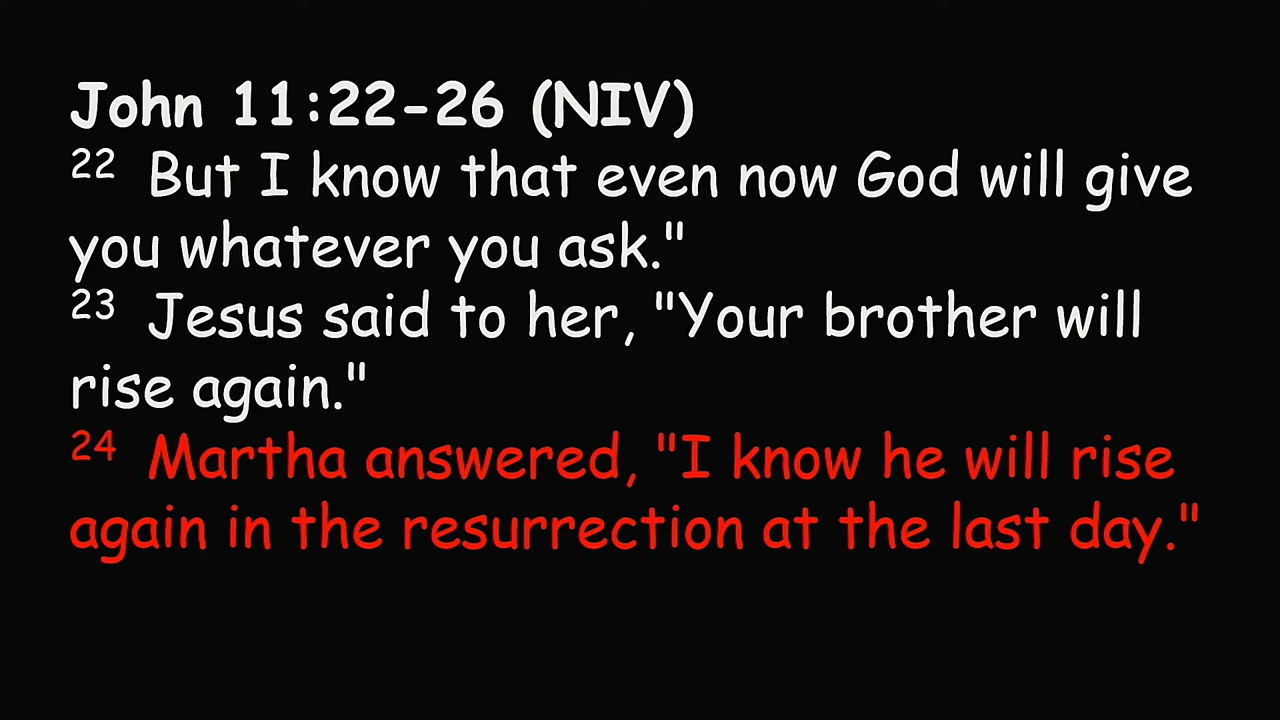 John 11:22-26 (NIV)
22 But I know that even now God will give
you whatever you ask."
23 Jesus said to her, "Your brother will
rise again."
24 Martha answered, "I know he will rise
again in the resurrection at the last day."